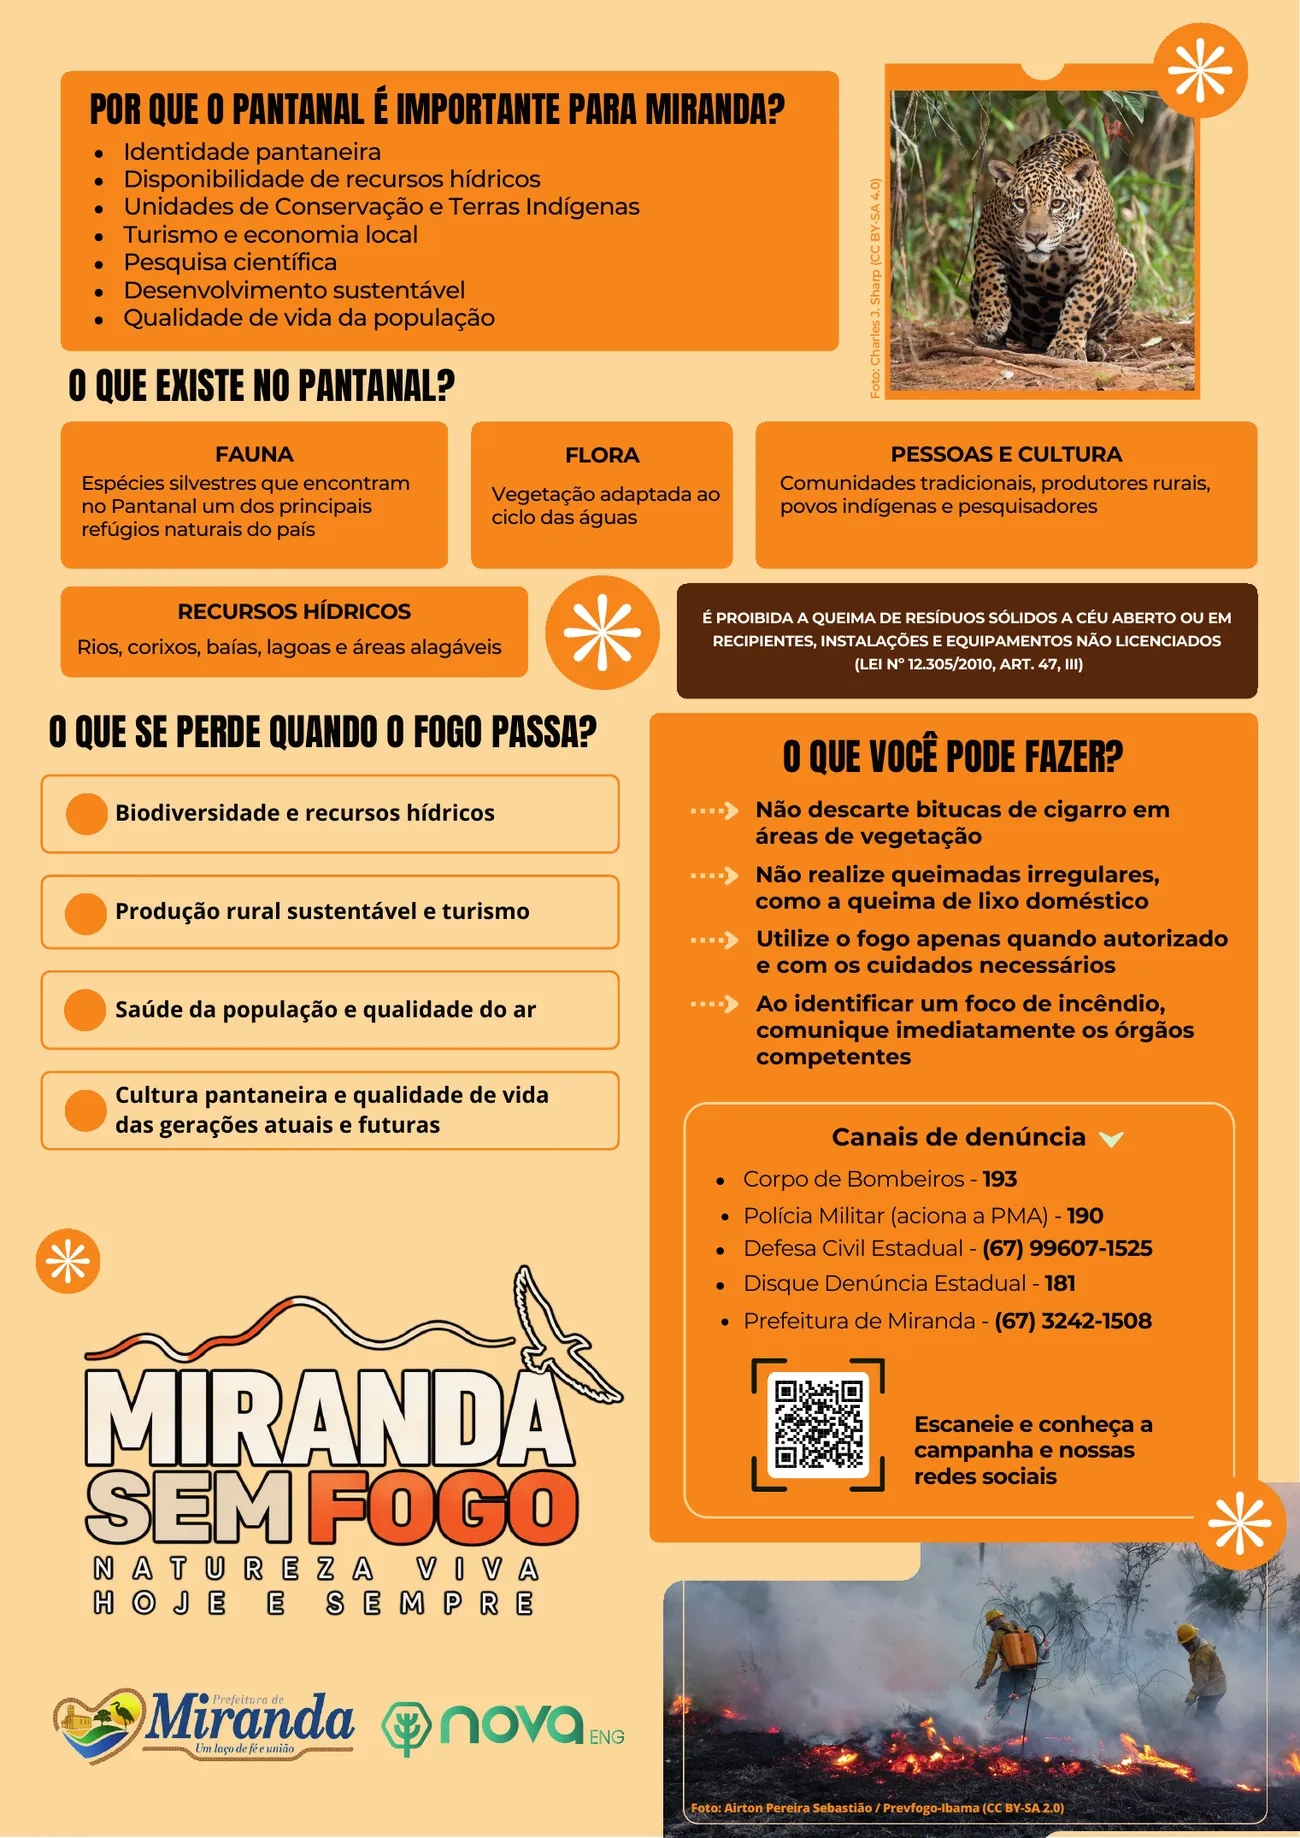 POR QUE O PANTANAL É IMPORTANTE PARA MIRANDA?
• Identidade pantaneira
• Disponibilidade de recursos hídricos
• Unidades de Conservação e Terras Indígenas
• Turismo e economia local
• Pesquisa científica
• Desenvolvimento sustentável
• Qualidade de vida da população
Foto: Charles J. Sharp (CC BY-SA 4.0)
O QUE EXISTE NO PANTANAL?
FAUNA
Espécies silvestres que encontram
no Pantanal um dos principais
refúgios naturais do país
FLORA
Vegetação adaptada ao
ciclo das águas
PESSOAS E CULTURA
Comunidades tradicionais, produtores rurais,
povos indígenas e pesquisadores
RECURSOS HÍDRICOS
Rios, corixos, baías, lagoas e áreas alagáveis
É PROIBIDA A QUEIMA DE RESÍDUOS SÓLIDOS A CÉU ABERTO OU EM
RECIPIENTES, INSTALAÇÕES E EQUIPAMENTOS NÃO LICENCIADOS
(LEI Nº 12.305/2010, ART. 47, III)
O QUE SE PERDE QUANDO O FOGO PASSA?
Biodiversidade e recursos hídricos
Produção rural sustentável e turismo
Saúde da população e qualidade do ar
Cultura pantaneira e qualidade de vida
das gerações atuais e futuras
O QUE VOCÊ PODE FAZER?
Não descarte bitucas de cigarro em
áreas de vegetação
Não realize queimadas irregulares,
como a queima de lixo doméstico
Utilize o fogo apenas quando autorizado
e com os cuidados necessários
Ao identificar um foco de incêndio,
comunique imediatamente os órgãos
competentes
Canais de denúncia
• Corpo de Bombeiros - 193
• Polícia Militar (aciona a PMA) - 190
• Defesa Civil Estadual - (67) 99607-1525
• Disque Denúncia Estadual - 181
• Prefeitura de Miranda - (67) 3242-1508
Escaneie e conheça a
campanha e nossas
redes sociais
MIRANDA
SEM FOGO
NATUREZA VIVA
HOJE E SEMPRE
Prefeitura de
Miranda
Um laço de fé e união
nova ENG
Foto: Airton Pereira Sebastião / Prevfogo-Ibama (CC BY-SA 2.0)